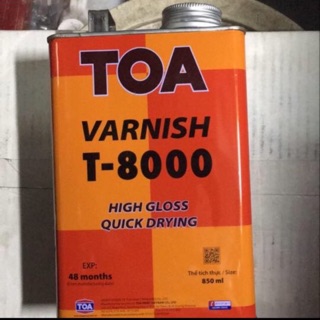 TOA
VARNISH
T-8000
HIGH GLOSS
QUICK DRYING
EXP:
48 months
Thể tích thực / Size:
850 ml
TOA